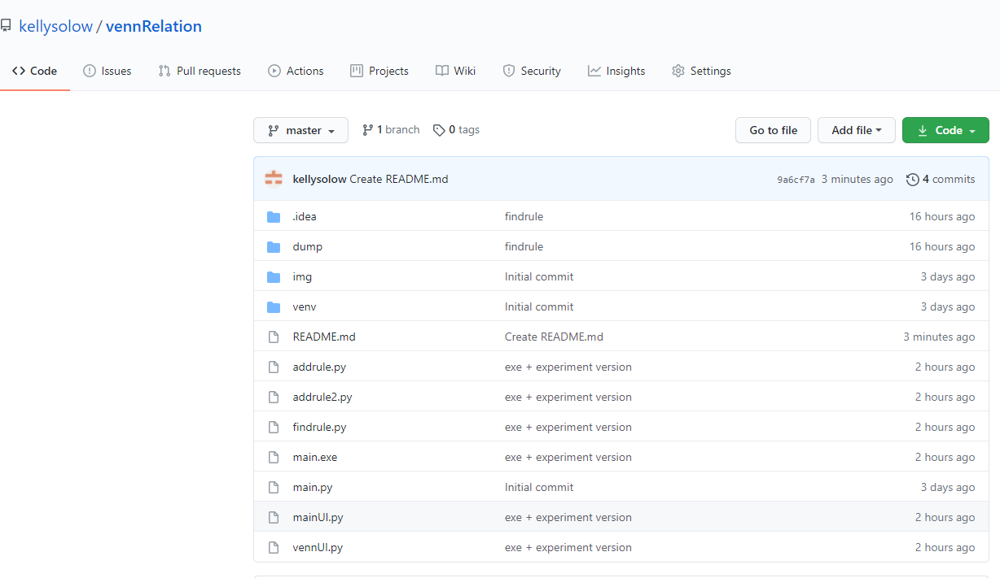 kellysolow / vennRelation
Code Issues Pull requests Actions Projects Wiki Security Insights Settings
master 1 branch 0 tags Go to file Add file Code
kellysolow Create README.md 9a6cf7a 3 minutes ago 4 commits
.idea findrule 16 hours ago
dump findrule 16 hours ago
img Initial commit 3 days ago
venv Initial commit 3 days ago
README.md Create README.md 3 minutes ago
addrule.py exe + experiment version 2 hours ago
addrule2.py exe + experiment version 2 hours ago
findrule.py exe + experiment version 2 hours ago
main.exe exe + experiment version 2 hours ago
main.py Initial commit 3 days ago
mainUI.py exe + experiment version 2 hours ago
vennUI.py exe + experiment version 2 hours ago